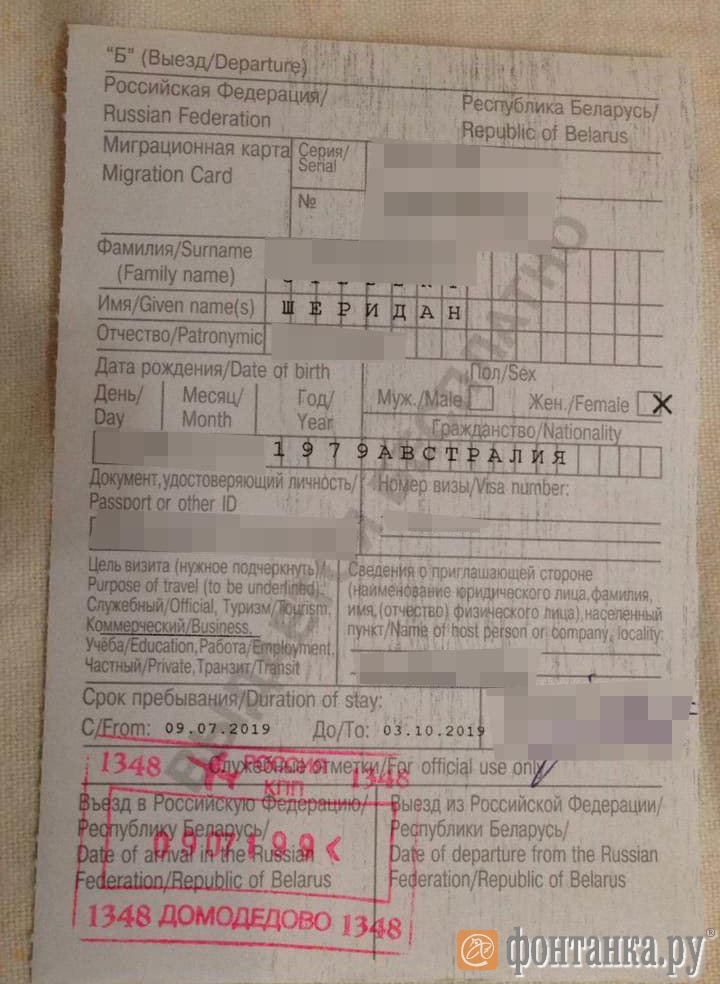 "Б" (Выезд/Departure)
Российская Федерация/
Russian Federation
Республика Беларусь/
Republic of Belarus
Миграционная карта
Migration Card
Серия/
Serial
№
Фамилия/Surname
(Family name)
Имя/Given name(s) ШЕРИДАН
Отчество/Patronymic
Дата рождения/Date of birth
Пол/Sex
День/
Day
Месяц/
Month
Год/
Year
Муж./Male
Жен./Female X
Гражданство/Nationality
1979 АВСТРАЛИЯ
Документ,удостоверяющий личность/
Passport or other ID
Номер визы/Visa number:
Цель визита (нужное подчеркнуть)/
Purpose of travel (to be underlined):
Служебный/Official, Туризм/Tourism,
Коммерческий/Business,
Учёба/Education, Работа/Employment,
Частный/Private, Транзит/Transit
Сведения о приглашающей стороне
(наименование юридического лица,фамилия,
имя, (отчество) физического лица), населенный
пункт/Name of host person or company, locality:
Срок пребывания/Duration of stay:
С/From: 09.07.2019 До/To: 03.10.2019
Служебные отметки/For official use only
1348 РОССИЯ 1348
КПП
Въезд в Российскую Федерацию/
Республику Беларусь/
Date of arrival in the Russian
Federation/Republic of Belarus
Выезд из Российской Федерации/
Республики Беларусь/
Date of departure from the Russian
Federation/Republic of Belarus
090719
1348 ДОМОДЕДОВО 1348
фонтанка.ру